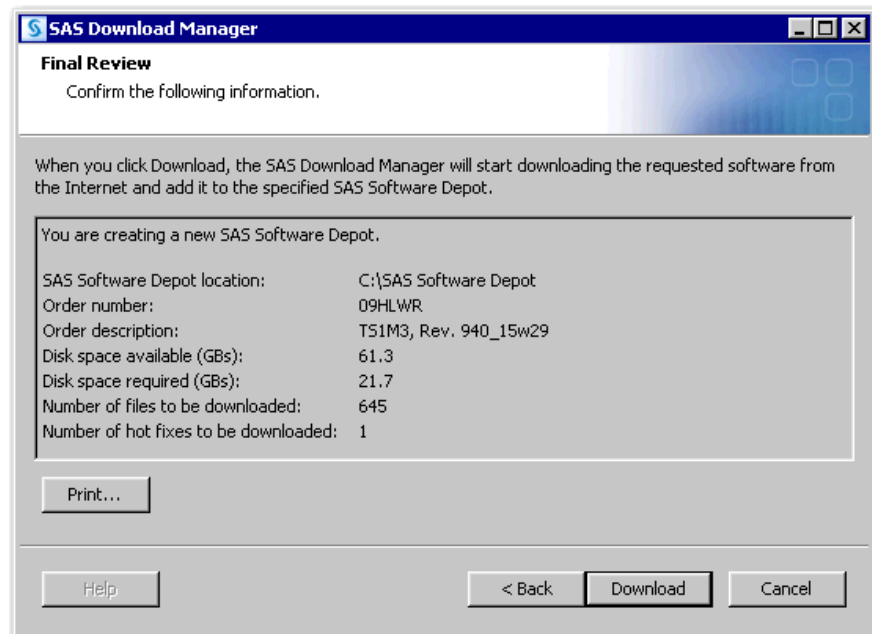 SAS Download Manager
Final Review
Confirm the following information.
When you click Download, the SAS Download Manager will start downloading the requested software from
the Internet and add it to the specified SAS Software Depot.
You are creating a new SAS Software Depot.
SAS Software Depot location: C:\SAS Software Depot
Order number: 09HLWR
Order description: TS1M3, Rev. 940_15w29
Disk space available (GBs): 61.3
Disk space required (GBs): 21.7
Number of files to be downloaded: 645
Number of hot fixes to be downloaded: 1
Print...
Help < Back Download Cancel